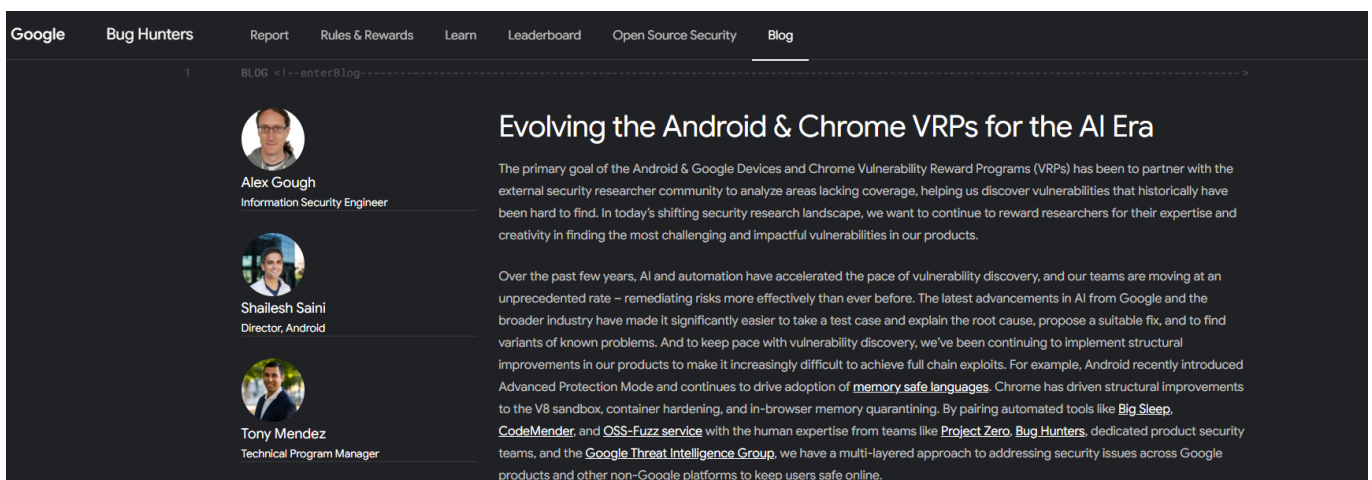 Google Bug Hunters Report Rules & Rewards Learn Leaderboard Open Source Security Blog
1 BLOG <!--enterBlog-------------------------------------------------------------------------------->
Alex Gough
Information Security Engineer
Shailesh Saini
Director, Android
Tony Mendez
Technical Program Manager
Evolving the Android & Chrome VRPs for the AI Era
The primary goal of the Android & Google Devices and Chrome Vulnerability Reward Programs (VRPs) has been to partner with the
external security researcher community to analyze areas lacking coverage, helping us discover vulnerabilities that historically have
been hard to find. In today's shifting security research landscape, we want to continue to reward researchers for their expertise and
creativity in finding the most challenging and impactful vulnerabilities in our products.
Over the past few years, AI and automation have accelerated the pace of vulnerability discovery, and our teams are moving at an
unprecedented rate – remediating risks more effectively than ever before. The latest advancements in AI from Google and the
broader industry have made it significantly easier to take a test case and explain the root cause, propose a suitable fix, and to find
variants of known problems. And to keep pace with vulnerability discovery, we've been continuing to implement structural
improvements in our products to make it increasingly difficult to achieve full chain exploits. For example, Android recently introduced
Advanced Protection Mode and continues to drive adoption of memory safe languages. Chrome has driven structural improvements
to the V8 sandbox, container hardening, and in-browser memory quarantining. By pairing automated tools like Big Sleep,
CodeMender, and OSS-Fuzz service with the human expertise from teams like Project Zero, Bug Hunters, dedicated product security
teams, and the Google Threat Intelligence Group, we have a multi-layered approach to addressing security issues across Google
products and other non-Google platforms to keep users safe online.